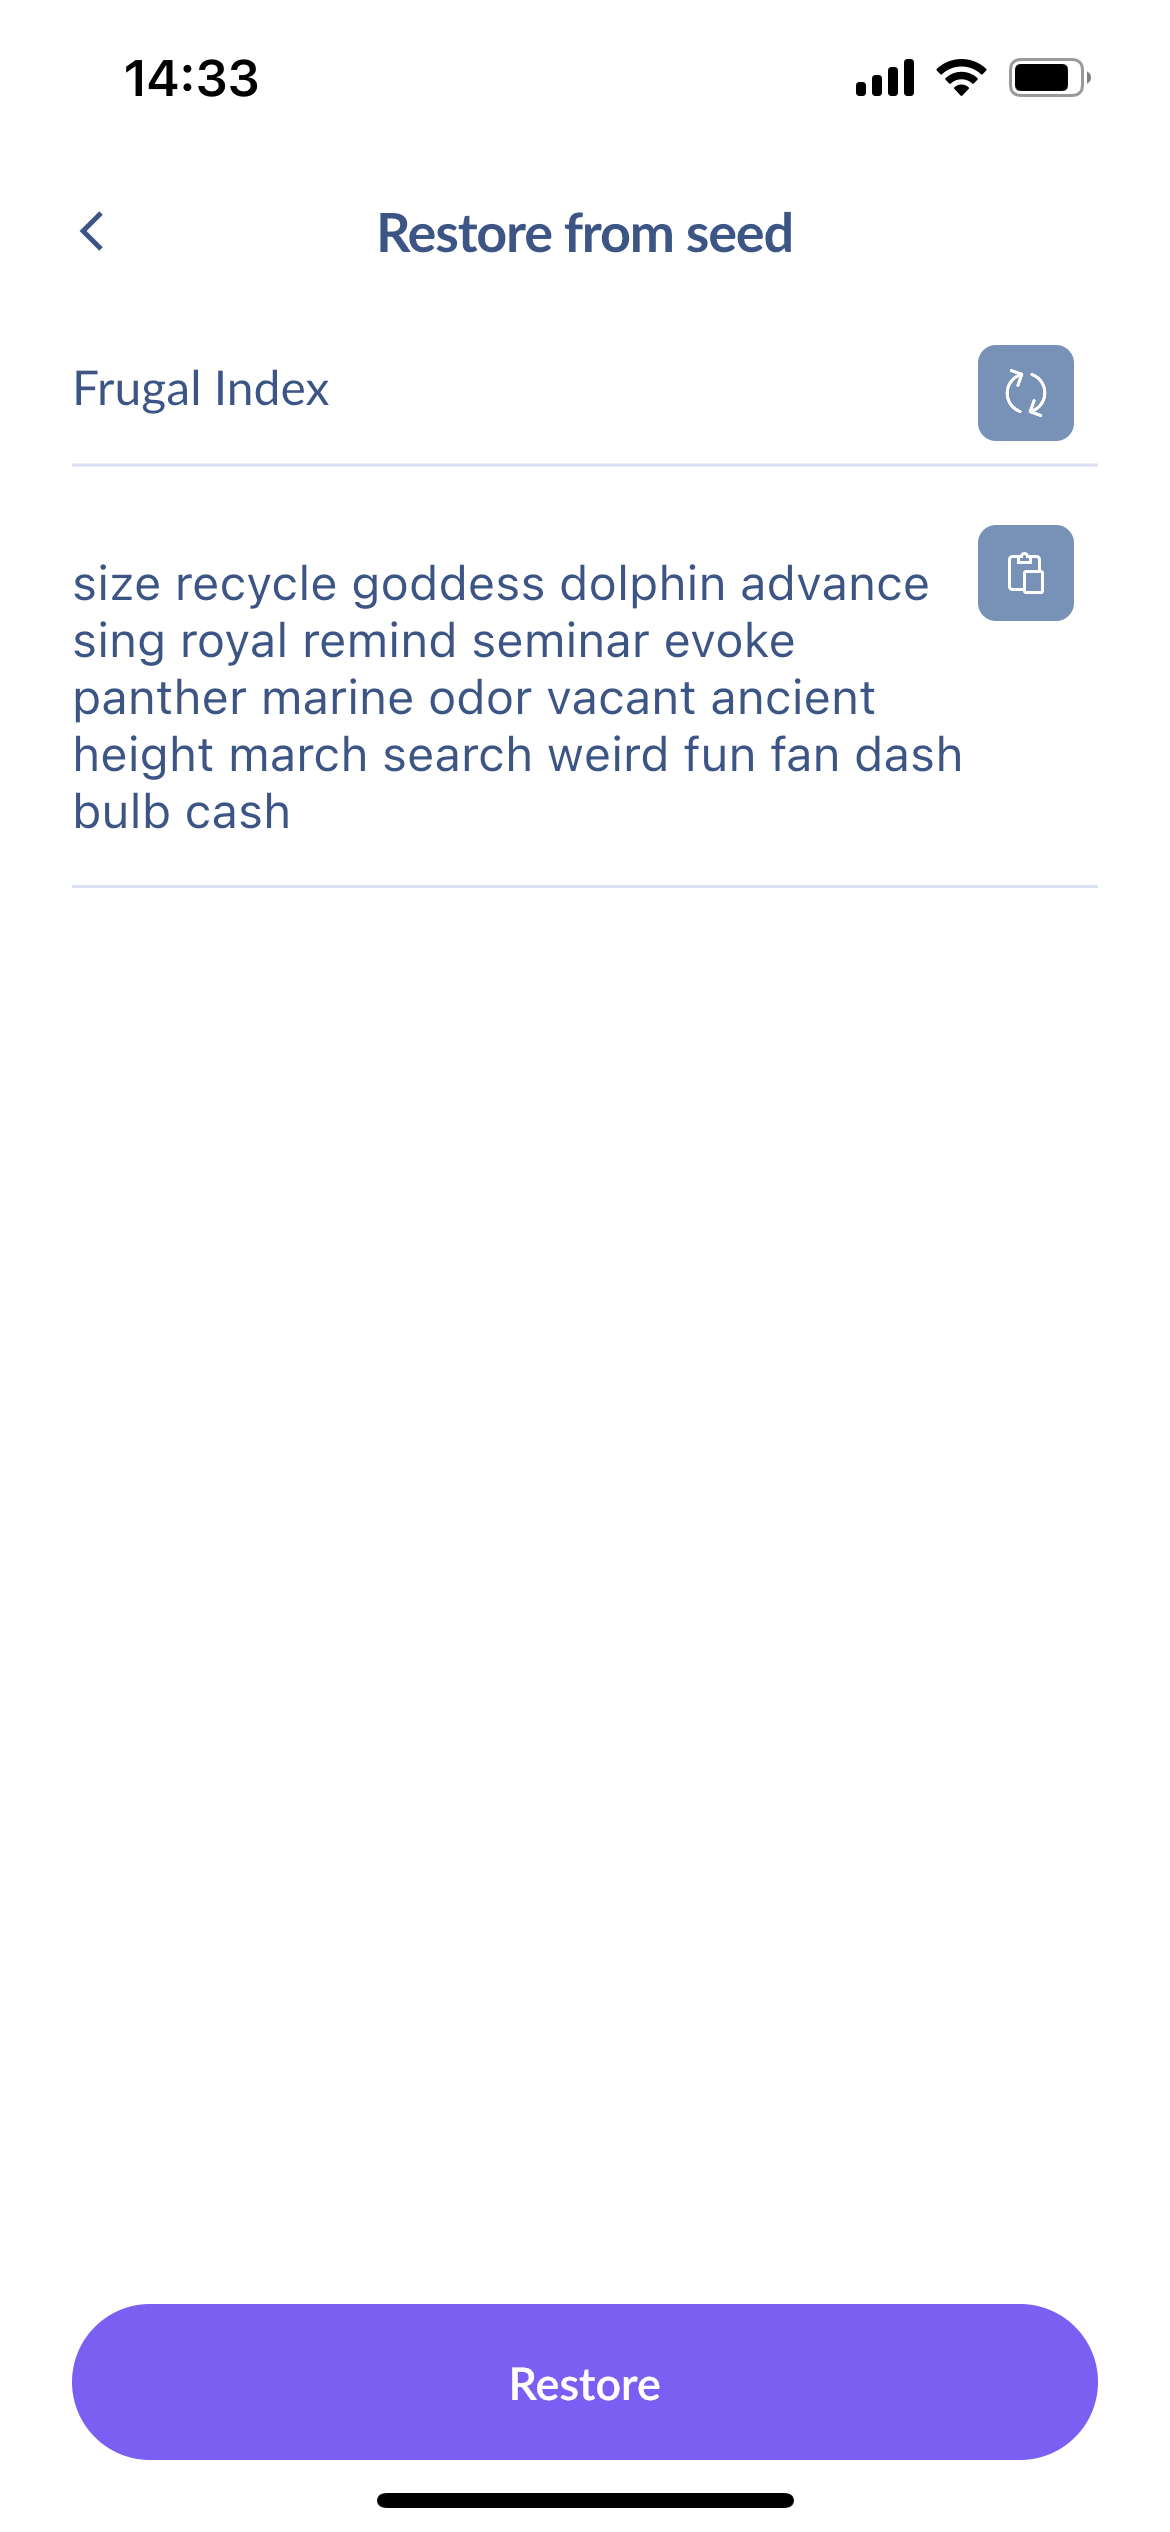 14:33
Restore from seed
Frugal Index
size recycle goddess dolphin advance
sing royal remind seminar evoke
panther marine odor vacant ancient
height march search weird fun fan dash
bulb cash
Restore